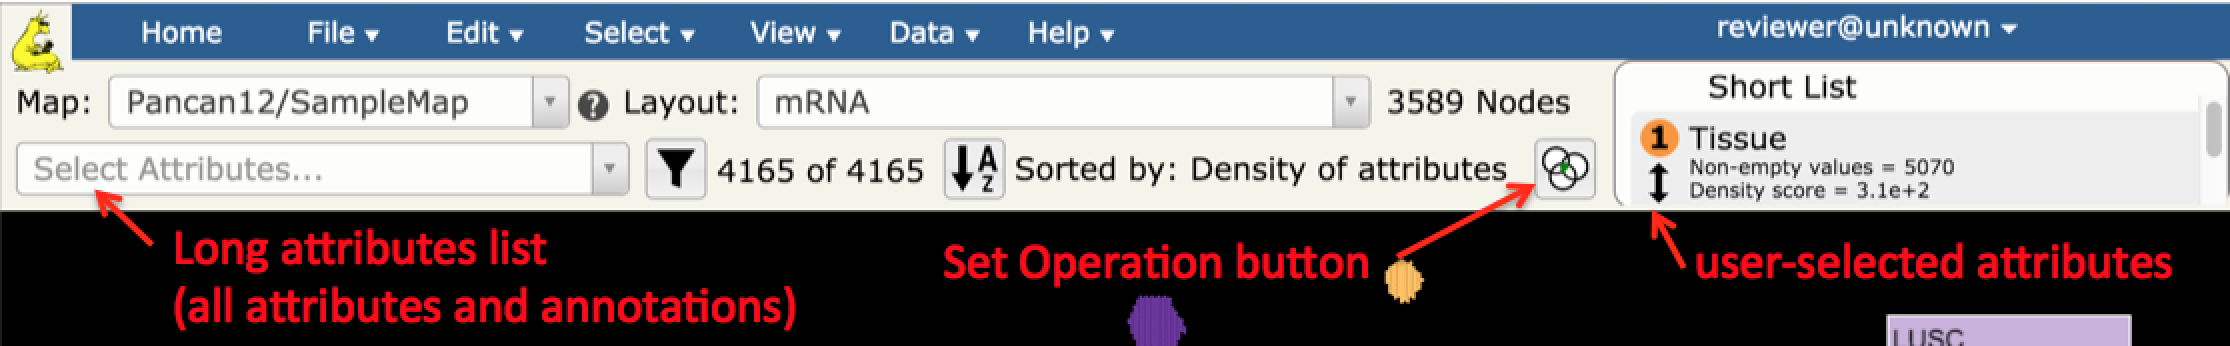 Home File ▾ Edit ▾ Select ▾ View ▾ Data ▾ Help ▾ reviewer@unknown ▾
Map: Pancan12/SampleMap ? Layout: mRNA 3589 Nodes
Short List
Select Attributes... 4165 of 4165 A Z Sorted by: Density of attributes
1 Tissue
Non-empty values = 5070
Density score = 3.1e+2
Long attributes list
(all attributes and annotations)
Set Operation button
user-selected attributes
LUSC